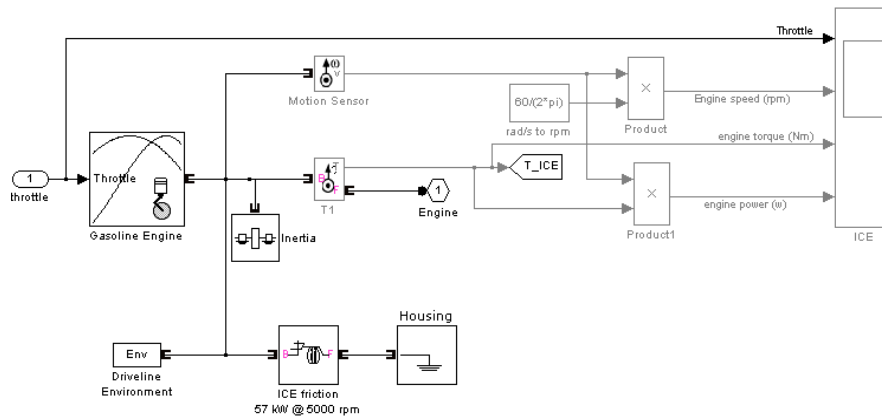 Throttle
ω
v
Motion Sensor
60/(2*pi)
rad/s to rpm
×
Product
Engine speed (rpm)
engine torque (Nm)
1
throttle
Throttle
Gasoline Engine
B
F
T1
T_ICE
1
Engine
Inertia
×
Product1
engine power (w)
ICE
Housing
Env
Driveline
Environment
B
F
ICE friction
57 kW @ 5000 rpm